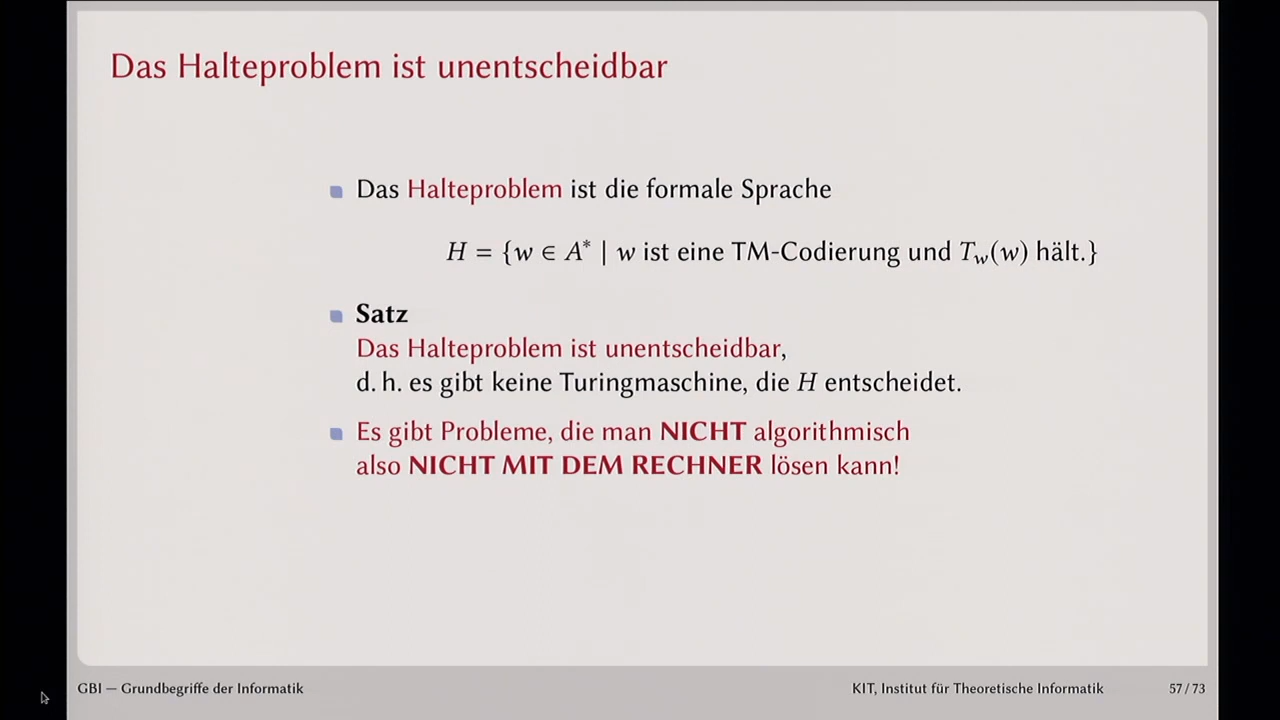 Das Halteproblem ist unentscheidbar
Das Halteproblem ist die formale Sprache
H = {w ∈ A* | w ist eine TM-Codierung und T_w(w) hält.}
Satz
Das Halteproblem ist unentscheidbar,
d. h. es gibt keine Turingmaschine, die H entscheidet.
Es gibt Probleme, die man NICHT algorithmisch
also NICHT MIT DEM RECHNER lösen kann!
GBI — Grundbegriffe der Informatik
KIT, Institut für Theoretische Informatik
57 / 73